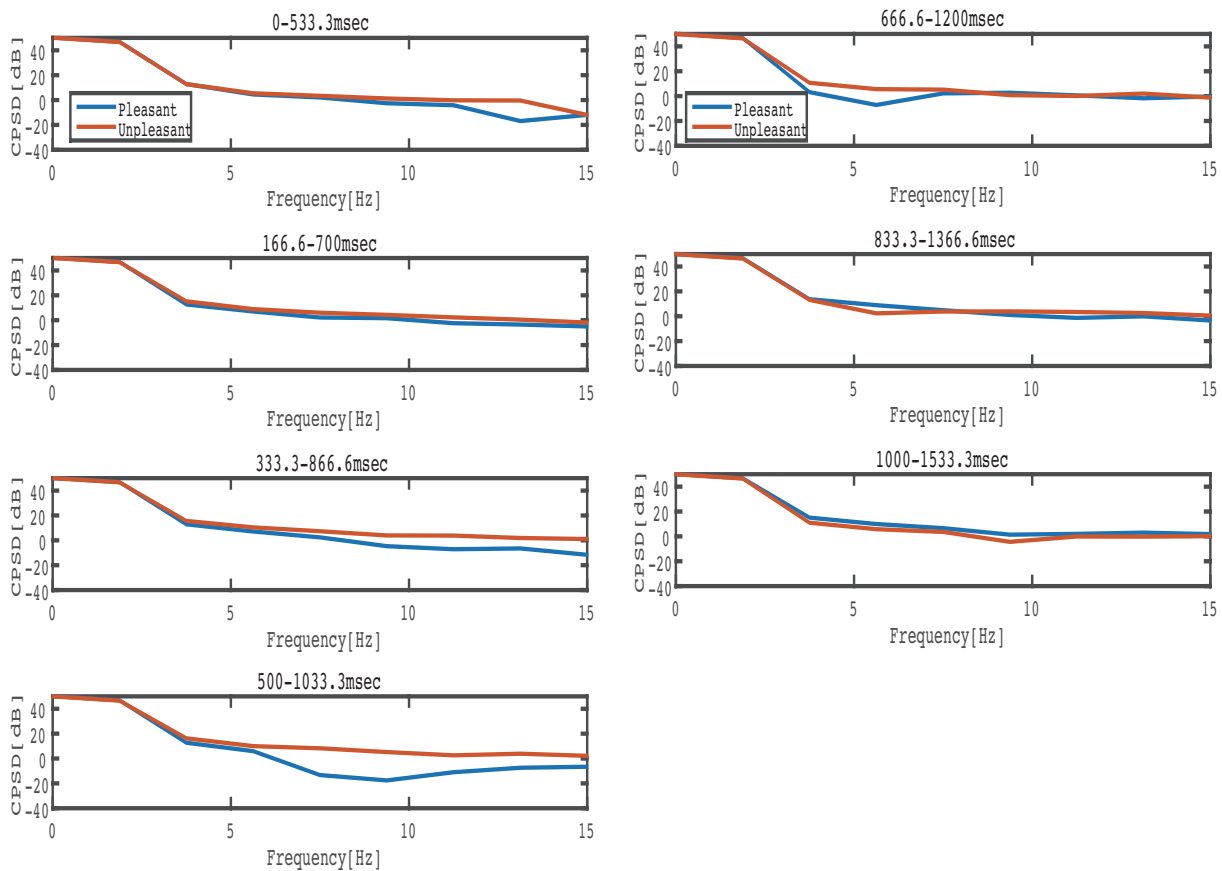 0-533.3msec
CPSD[dB]
40
20
0
-20
-40
Pleasant
Unpleasant
0 5 10 15
Frequency[Hz]
166.6-700msec
CPSD[dB]
40
20
0
-20
-40
0 5 10 15
Frequency[Hz]
333.3-866.6msec
CPSD[dB]
40
20
0
-20
-40
0 5 10 15
Frequency[Hz]
500-1033.3msec
CPSD[dB]
40
20
0
-20
-40
0 5 10 15
Frequency[Hz]
666.6-1200msec
CPSD[dB]
40
20
0
-20
-40
Pleasant
Unpleasant
0 5 10 15
Frequency[Hz]
833.3-1366.6msec
CPSD[dB]
40
20
0
-20
-40
0 5 10 15
Frequency[Hz]
1000-1533.3msec
CPSD[dB]
40
20
0
-20
-40
0 5 10 15
Frequency[Hz]